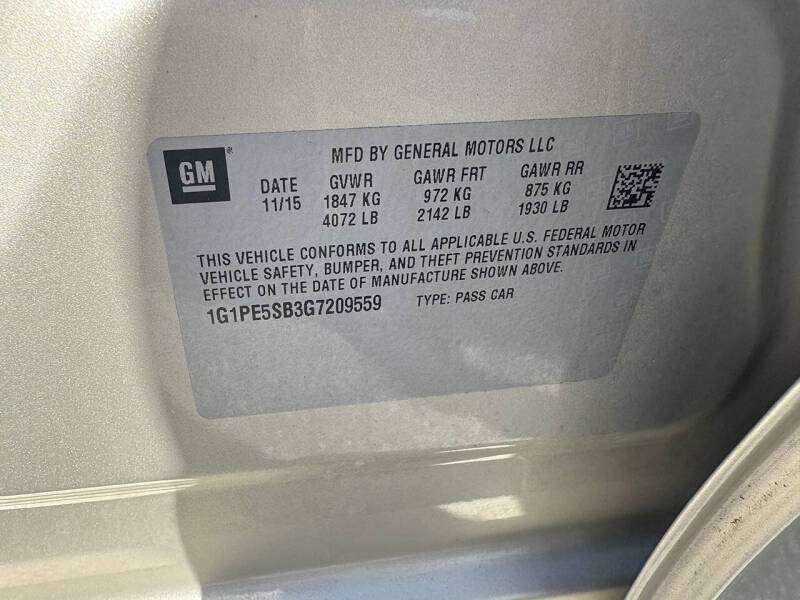 GM
MFD BY GENERAL MOTORS LLC
DATE GVWR GAWR FRT GAWR RR
11/15 1847 KG 972 KG 875 KG
4072 LB 2142 LB 1930 LB
THIS VEHICLE CONFORMS TO ALL APPLICABLE U.S. FEDERAL MOTOR
VEHICLE SAFETY, BUMPER, AND THEFT PREVENTION STANDARDS IN
EFFECT ON THE DATE OF MANUFACTURE SHOWN ABOVE.
1G1PE5SB3G7209559 TYPE: PASS CAR